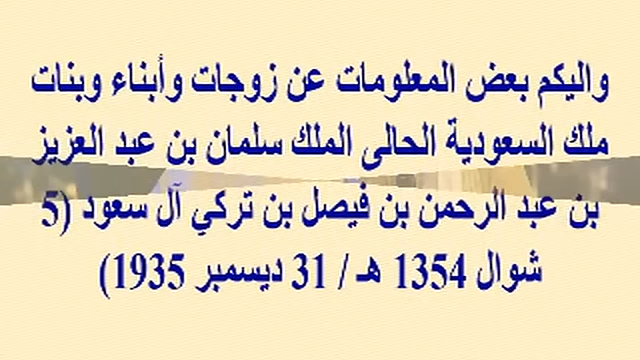 واليكم بعض المعلومات عن زوجات وأبناء وبنات
ملك السعودية الحالى الملك سلمان بن عبد العزيز
بن عبد الرحمن بن فيصل بن تركي آل سعود (5
شوال 1354 هـ / 31 ديسمبر 1935)